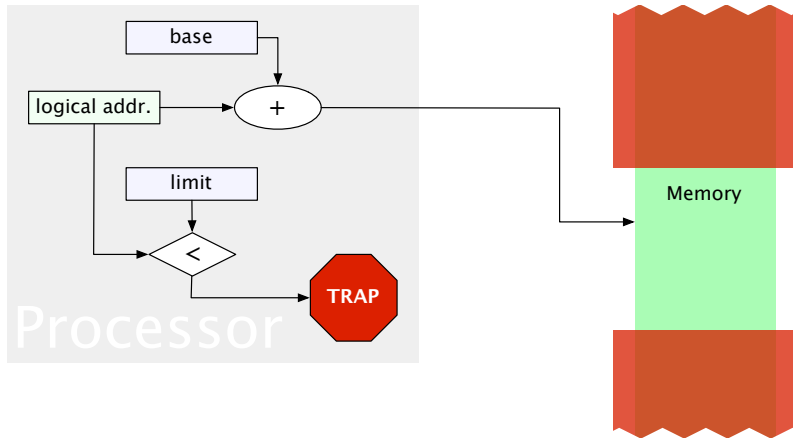 base
logical addr.
+
limit
Memory
<
TRAP
Processor